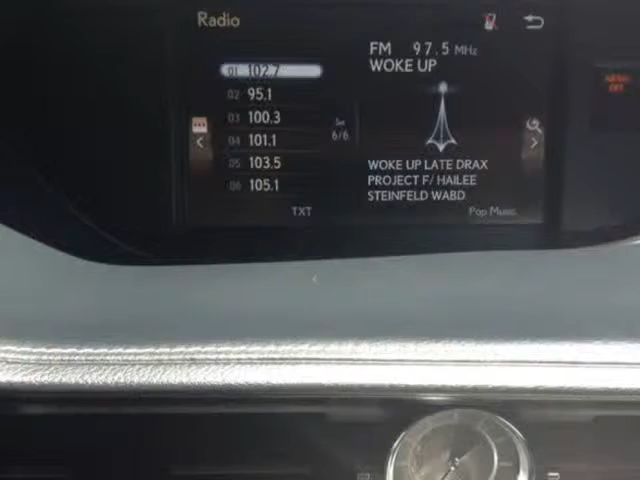 Radio
FM 97.5 MHz
WOKE UP
01 102.7
02 95.1
03 100.3
04 101.1
05 103.5
06 105.1
6/6
WOKE UP LATE DRAX
PROJECT F/ HAILEE
STEINFELD WABD
TXT
Pop Music